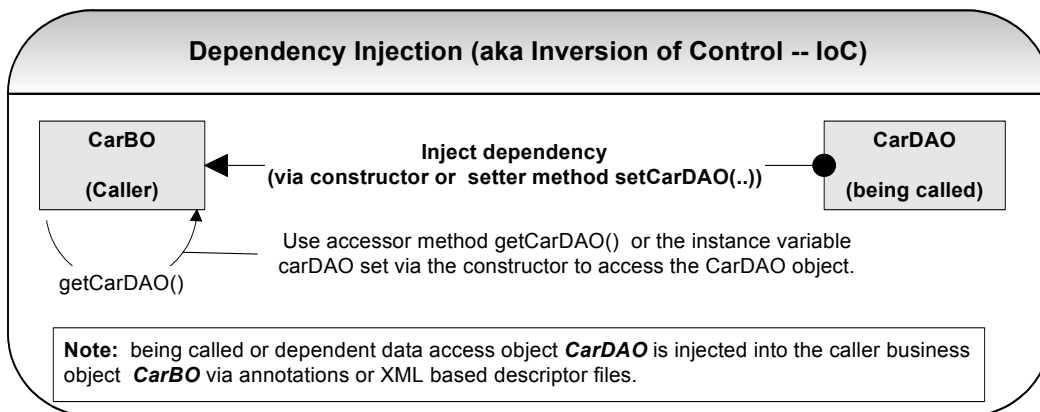 Dependency Injection (aka Inversion of Control -- IoC)
CarBO
(Caller)
Inject dependency
(via constructor or setter method setCarDAO(..))
CarDAO
(being called)
Use accessor method getCarDAO() or the instance variable
carDAO set via the constructor to access the CarDAO object.
getCarDAO()
Note: being called or dependent data access object CarDAO is injected into the caller business
object CarBO via annotations or XML based descriptor files.